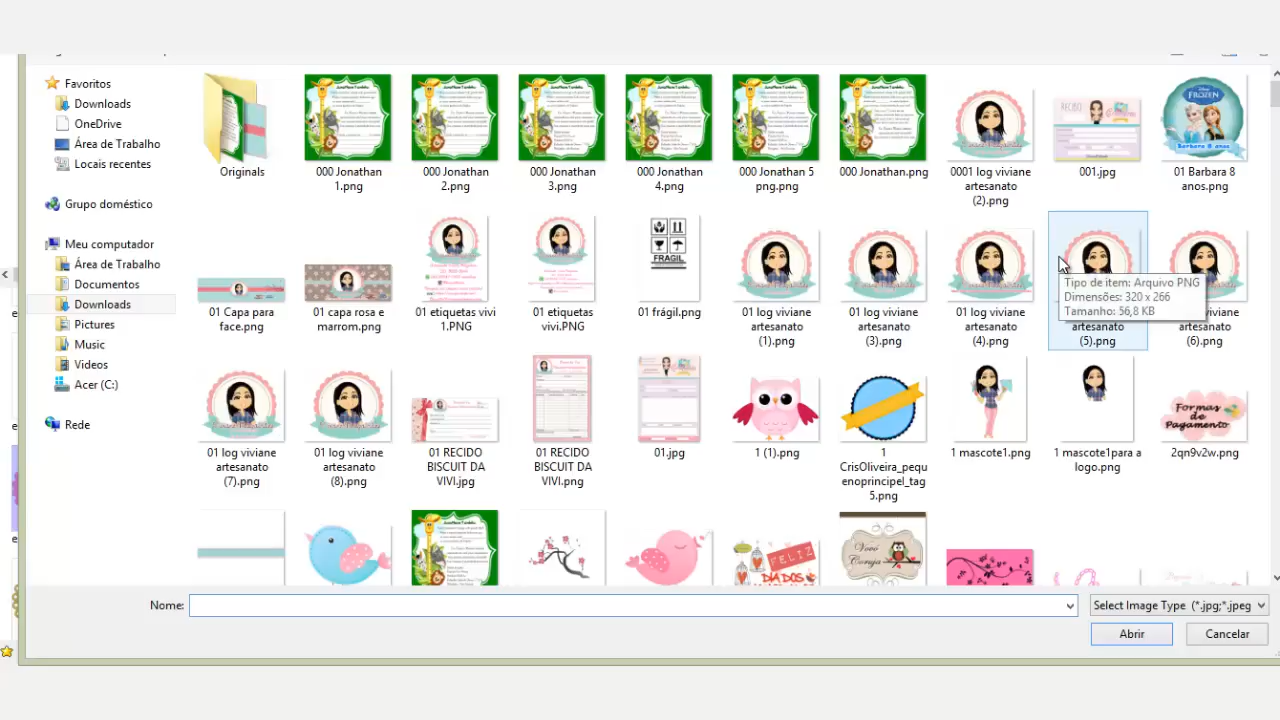 Favoritos
Downloads
OneDrive
Área de Trabalho
Locais recentes
Grupo doméstico
Meu computador
Área de Trabalho
Documentos
Downloads
Pictures
Music
Videos
Acer (C:)
Rede
Originals
000 Jonathan
1.png
000 Jonathan
2.png
000 Jonathan
3.png
000 Jonathan
4.png
000 Jonathan 5
png.png
000 Jonathan.png
0001 log viviane
artesanato
(2).png
001.jpg
FROZEN
Barbara 8 anos
01 Barbara 8
anos.png
01 Capa para
face.png
01 capa rosa e
marrom.png
01 etiquetas vivi
1.PNG
01 etiquetas
vivi.PNG
FRAGIL
01 frágil.png
01 log viviane
artesanato
(1).png
01 log viviane
artesanato
(3).png
01 log viviane
artesanato
(4).png
Tipo de item: Arquivo PNG
Dimensões: 320 x 266
Tamanho: 56,8 KB
artesanato
(5).png
viviane
artesanato
(6).png
01 log viviane
artesanato
(7).png
01 log viviane
artesanato
(8).png
01 RECIDO
BISCUIT DA
VIVI.jpg
01 RECIDO
BISCUIT DA
VIVI.png
01.jpg
1 (1).png
1
CrisOliveira_pequ
enoprincipel_tag
5.png
1 mascote1.png
1 mascote1para a
logo.png
Formas
de
Pagamento
2qn9v2w.png
FELIZ
Vovó
Coruja
Nome:
Select Image Type (*.jpg;*.jpeg
Abrir
Cancelar